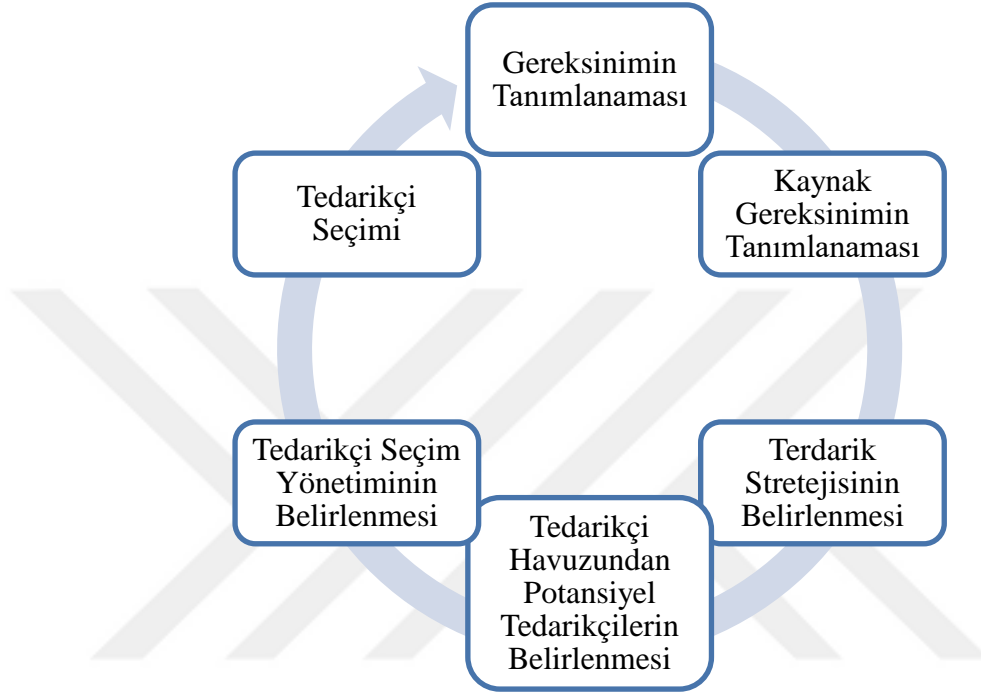 Gereksinimin
Tanımlanaması
Kaynak
Gereksinimin
Tanımlanaması
Terdarik
Stretejisinin
Belirlenmesi
Tedarikçi
Havuzundan
Potansiyel
Tedarikçilerin
Belirlenmesi
Tedarikçi Seçim
Yönetiminin
Belirlenmesi
Tedarikçi
Seçimi